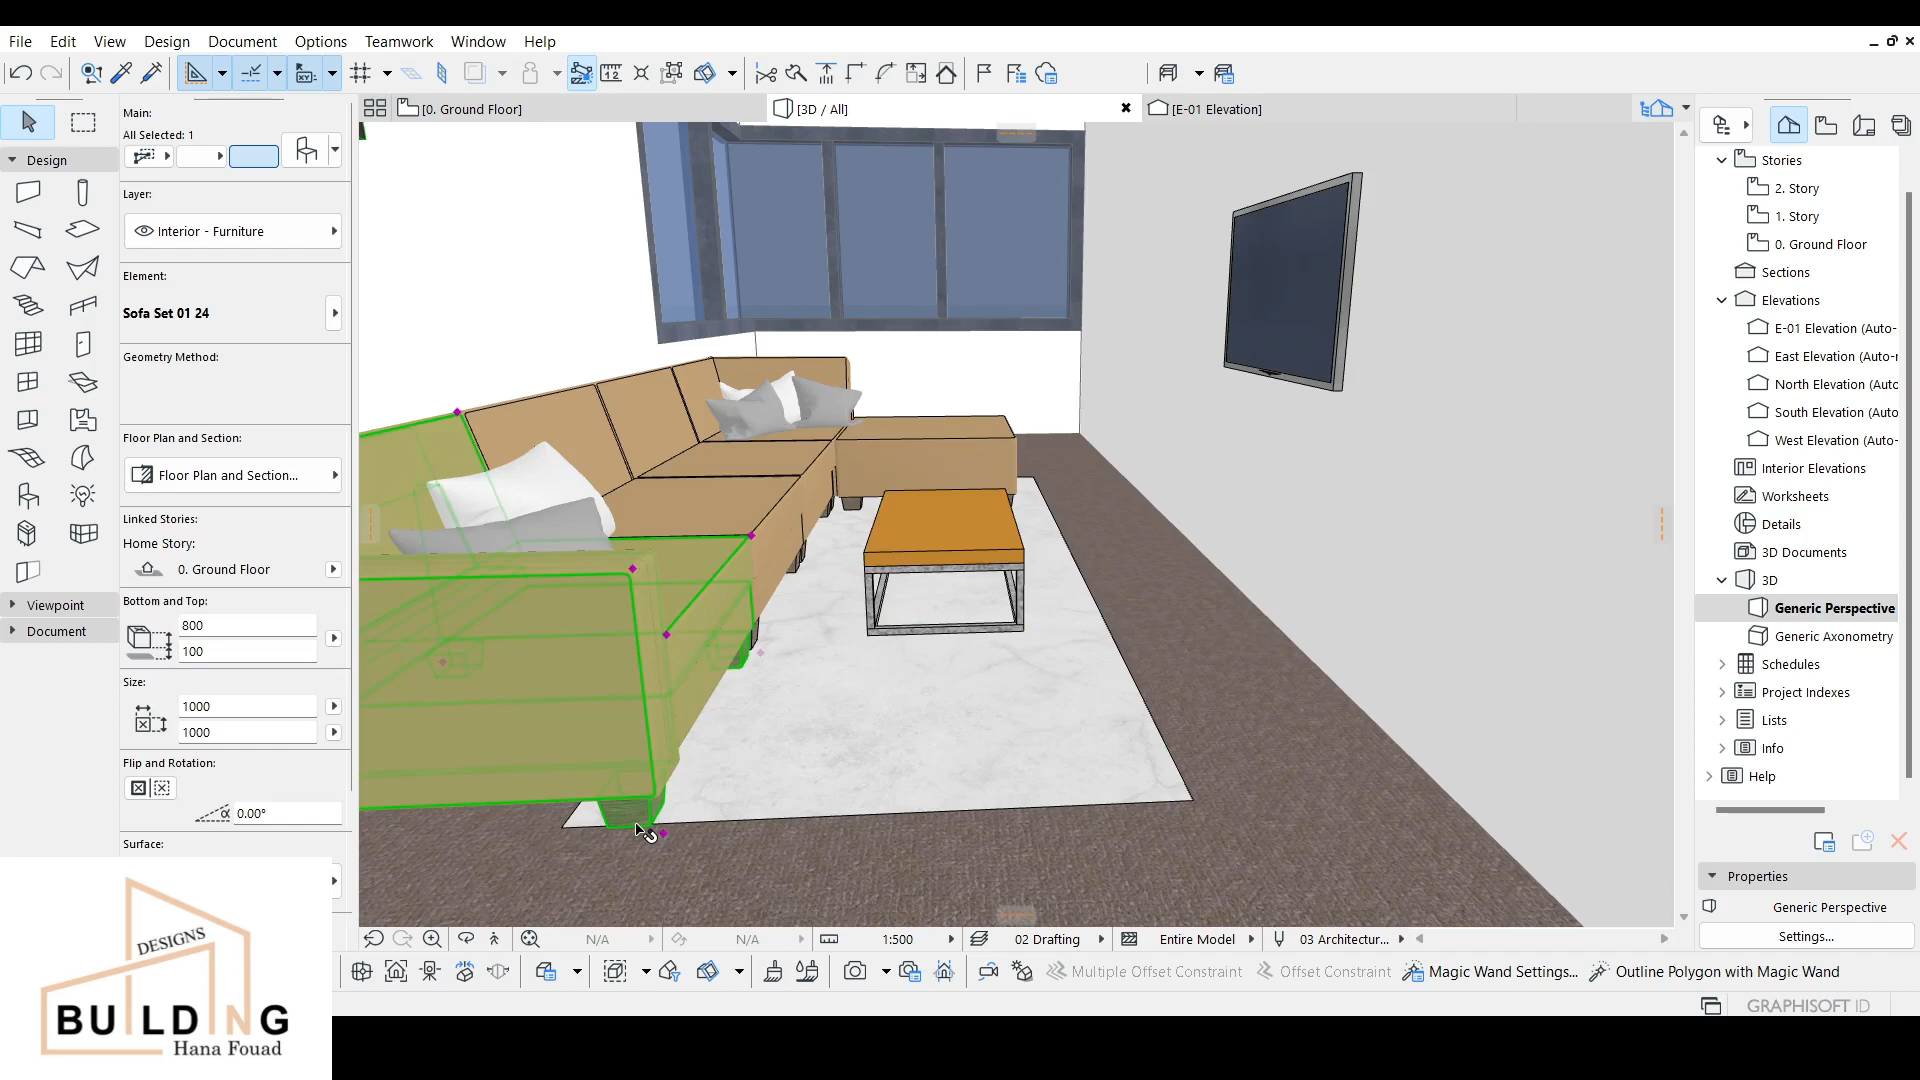 File Edit View Design Document Options Teamwork Window Help
[0. Ground Floor]
[3D / All]
[E-01 Elevation]
Main:
All Selected: 1
Design
Layer:
Interior - Furniture
Element:
Sofa Set 01 24
Geometry Method:
Floor Plan and Section:
Floor Plan and Section...
Linked Stories:
Home Story:
0. Ground Floor
Viewpoint
Document
Bottom and Top:
800
100
Size:
1000
1000
Flip and Rotation:
α 0.00°
Surface:
Stories
2. Story
1. Story
0. Ground Floor
Sections
Elevations
E-01 Elevation (Auto-
East Elevation (Auto-r
North Elevation (Auto
South Elevation (Auto
West Elevation (Auto-
Interior Elevations
Worksheets
Details
3D Documents
3D
Generic Perspective
Generic Axonometry
Schedules
Project Indexes
Lists
Info
Help
Properties
Generic Perspective
Settings...
N/A N/A 1:500 02 Drafting Entire Model 03 Architectur...
Multiple Offset Constraint Offset Constraint Magic Wand Settings... Outline Polygon with Magic Wand
GRAPHISOFT ID
DESIGNS
BUILDING
Hana Fouad